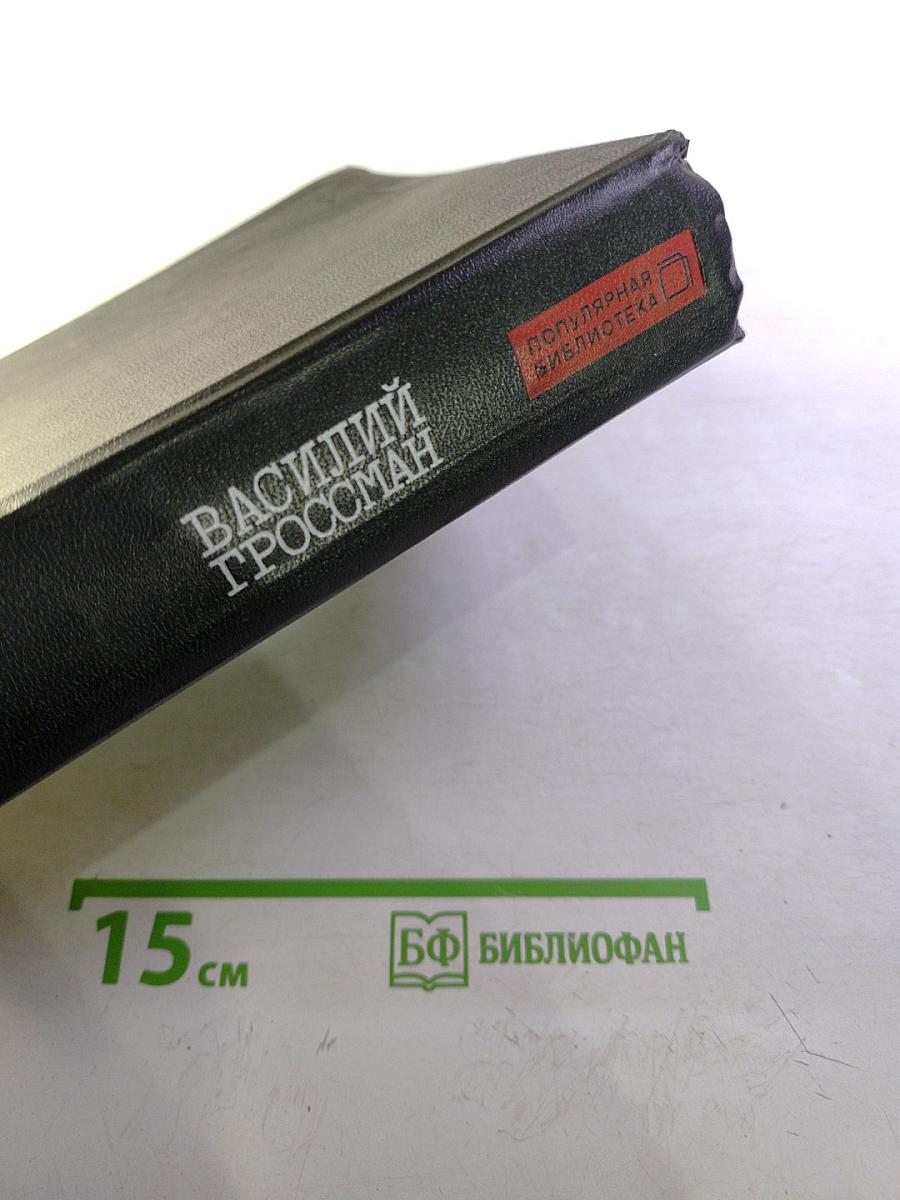 ПОПУЛЯРНАЯ
БИБЛИОТЕКА
ВАСИЛИЙ
ГРОССМАН
15 см
БФ БИБЛИОФАН